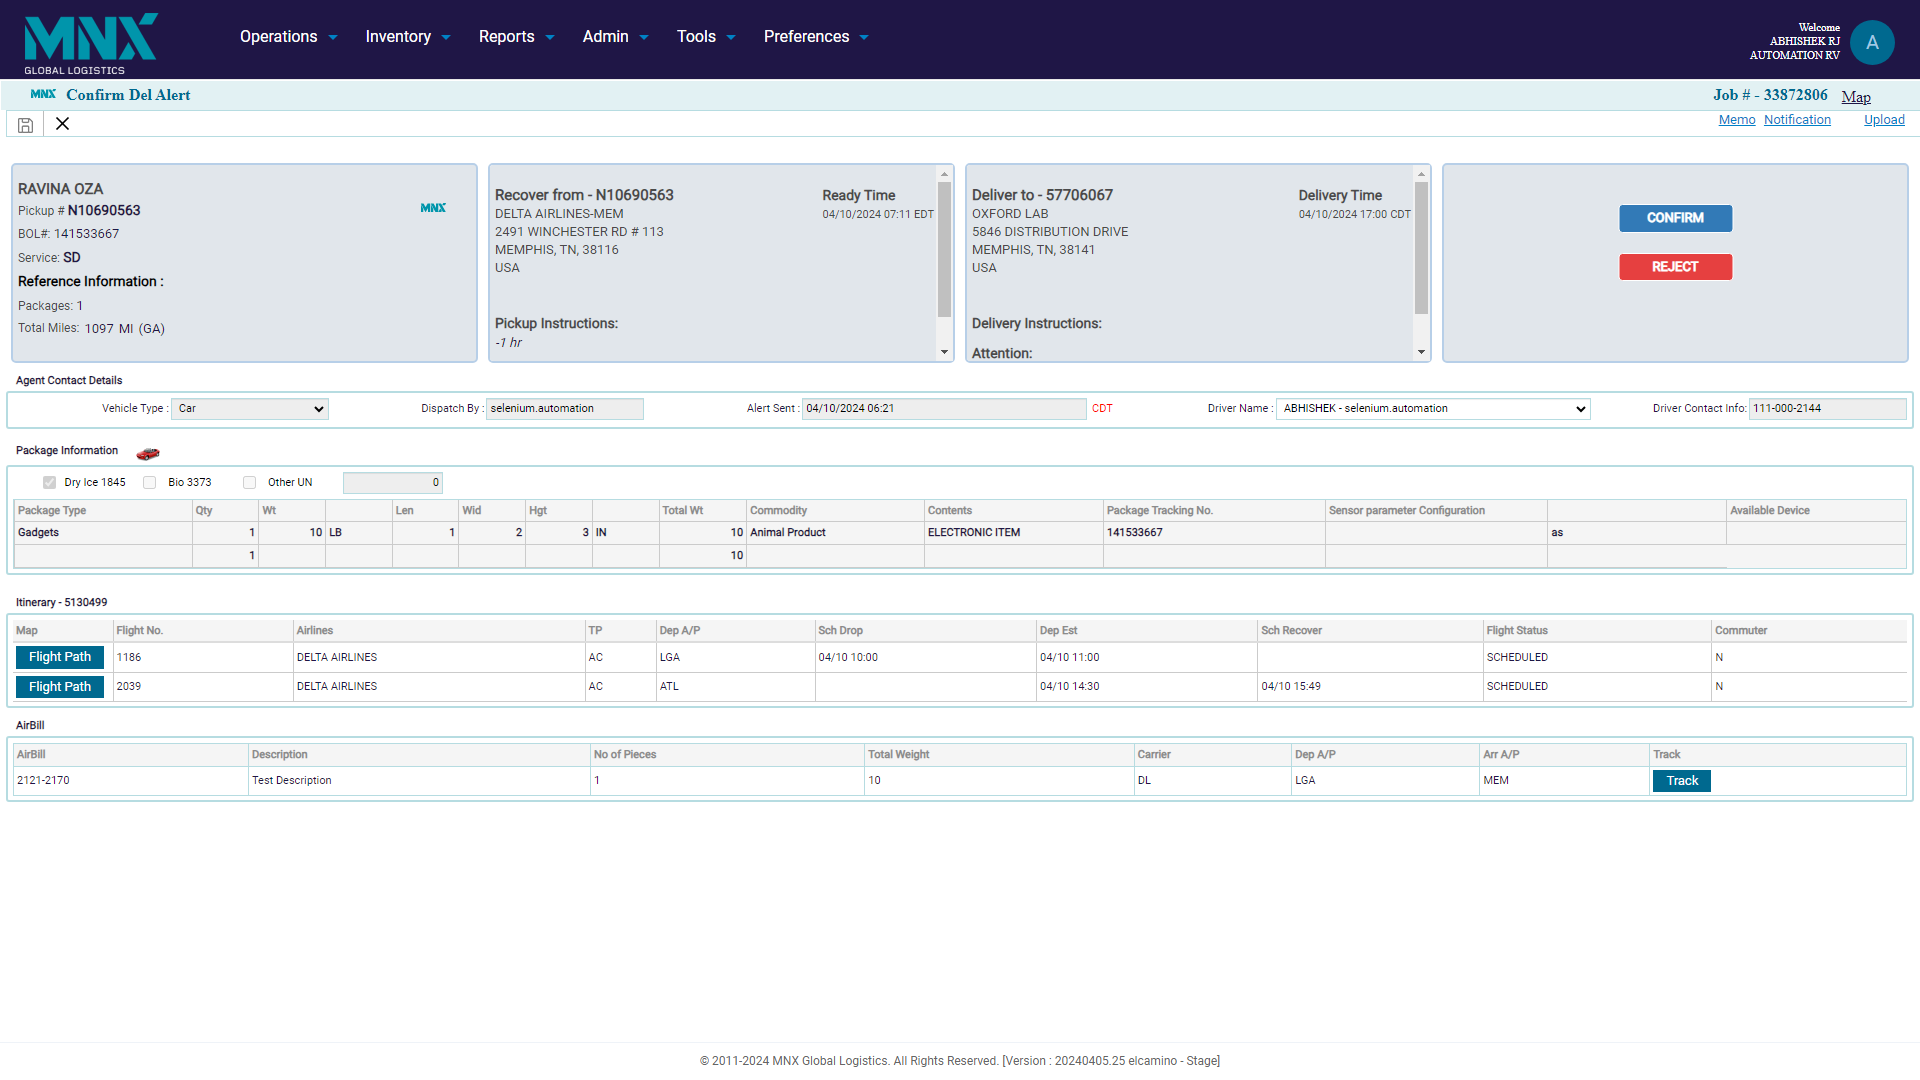 MNX
GLOBAL LOGISTICS
Operations Inventory Reports Admin Tools Preferences
Welcome
ABHISHEK RJ
AUTOMATION RV
A
MNX Confirm Del Alert
Job # - 33872806 Map
Memo Notification Upload
RAVINA OZA
Pickup # N10690563
MNX
BOL#: 141533667
Service: SD
Reference Information :
Packages: 1
Total Miles: 1097 MI (GA)
Recover from - N10690563
Ready Time
DELTA AIRLINES-MEM
04/10/2024 07:11 EDT
2491 WINCHESTER RD # 113
MEMPHIS, TN, 38116
USA
Pickup Instructions:
-1 hr
Deliver to - 57706067
Delivery Time
OXFORD LAB
04/10/2024 17:00 CDT
5846 DISTRIBUTION DRIVE
MEMPHIS, TN, 38141
USA
Delivery Instructions:
Attention:
CONFIRM
REJECT
Agent Contact Details
Vehicle Type : Car Dispatch By : selenium.automation Alert Sent : 04/10/2024 06:21 CDT Driver Name : ABHISHEK - selenium.automation Driver Contact Info: 111-000-2144
Package Information
Dry Ice 1845 Bio 3373 Other UN 0
Package Type Qty Wt Len Wid Hgt Total Wt Commodity Contents Package Tracking No. Sensor parameter Configuration Available Device
Gadgets 1 10 LB 1 2 3 IN 10 Animal Product ELECTRONIC ITEM 141533667 as
1 10
Itinerary - 5130499
Map Flight No. Airlines TP Dep A/P Sch Drop Dep Est Sch Recover Flight Status Commuter
Flight Path 1186 DELTA AIRLINES AC LGA 04/10 10:00 04/10 11:00 SCHEDULED N
Flight Path 2039 DELTA AIRLINES AC ATL 04/10 14:30 04/10 15:49 SCHEDULED N
AirBill
AirBill Description No of Pieces Total Weight Carrier Dep A/P Arr A/P Track
2121-2170 Test Description 1 10 DL LGA MEM Track
© 2011-2024 MNX Global Logistics. All Rights Reserved. [Version : 20240405.25 elcamino - Stage]